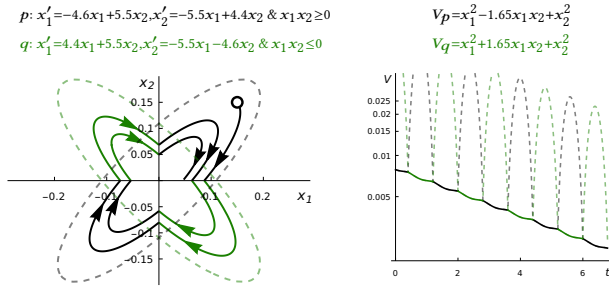 p: x₁′=-4.6x₁+5.5x₂,x₂′=-5.5x₁+4.4x₂ & x₁x₂≥0
q: x₁′=4.4x₁+5.5x₂,x₂′=-5.5x₁-4.6x₂ & x₁x₂≤0
Vₚ=x₁²-1.65x₁x₂+x₂²
V_q=x₁²+1.65x₁x₂+x₂²
x₂
0.15
0.1
0.05
-0.2
-0.1
0.1
0.2
x₁
-0.05
-0.1
-0.15
V
0.025
0.02
0.015
0.01
0.005
0
2
4
6
t